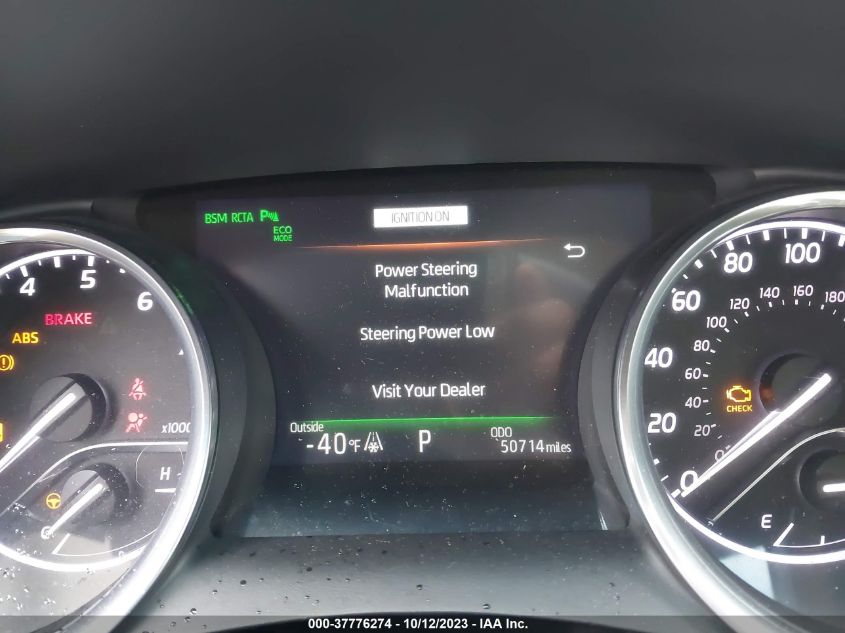 BSM RCTA P IGNITION ON
ECO
MODE
Power Steering
Malfunction
Steering Power Low
Visit Your Dealer
Outside
-40°F P ODO
50714 miles
4 5 6
BRAKE
ABS
x1000
H
C
0 20 40 60 80 100
0 20 40 60 80 100 120 140 160 180
CHECK
E
000-37776274 - 10/12/2023 - IAA Inc.